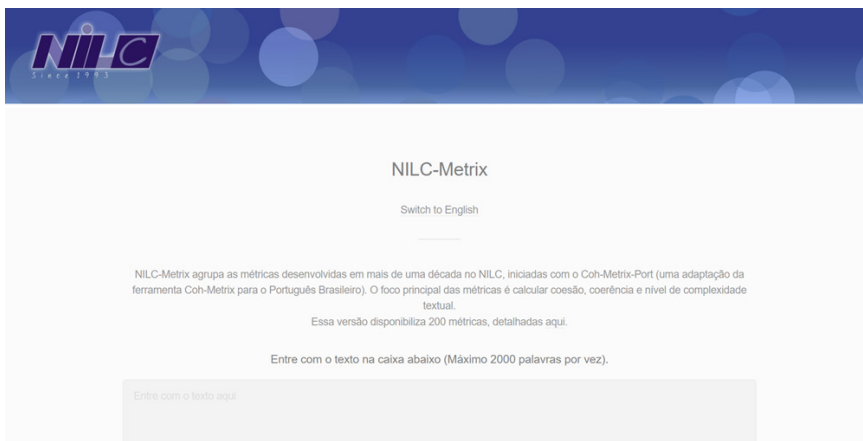 NILC
Since 1993
NILC-Metrix
Switch to English
NILC-Metrix agrupa as métricas desenvolvidas em mais de uma década no NILC, iniciadas com o Coh-Metrix-Port (uma adaptação da
ferramenta Coh-Metrix para o Português Brasileiro). O foco principal das métricas é calcular coesão, coerência e nível de complexidade
textual.
Essa versão disponibiliza 200 métricas, detalhadas aqui.
Entre com o texto na caixa abaixo (Máximo 2000 palavras por vez).
Entre com o texto aqui